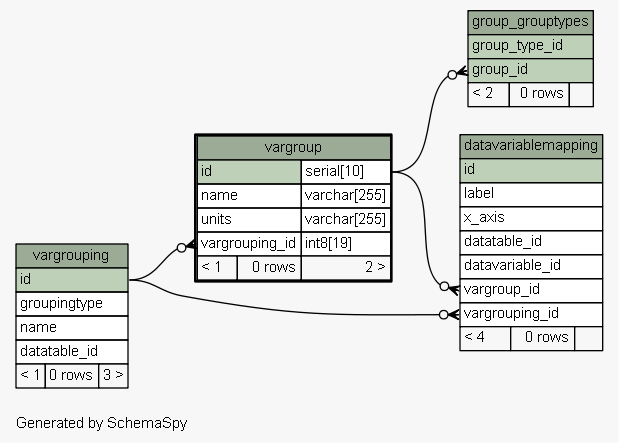 group_grouptypes
group_type_id
group_id
< 2 0 rows
vargroup
id serial[10]
name varchar[255]
units varchar[255]
vargrouping_id int8[19]
< 1 0 rows 2 >
datavariablemapping
id
label
x_axis
datatable_id
datavariable_id
vargroup_id
vargrouping_id
< 4 0 rows
vargrouping
id
groupingtype
name
datatable_id
< 1 0 rows 3 >
Generated by SchemaSpy